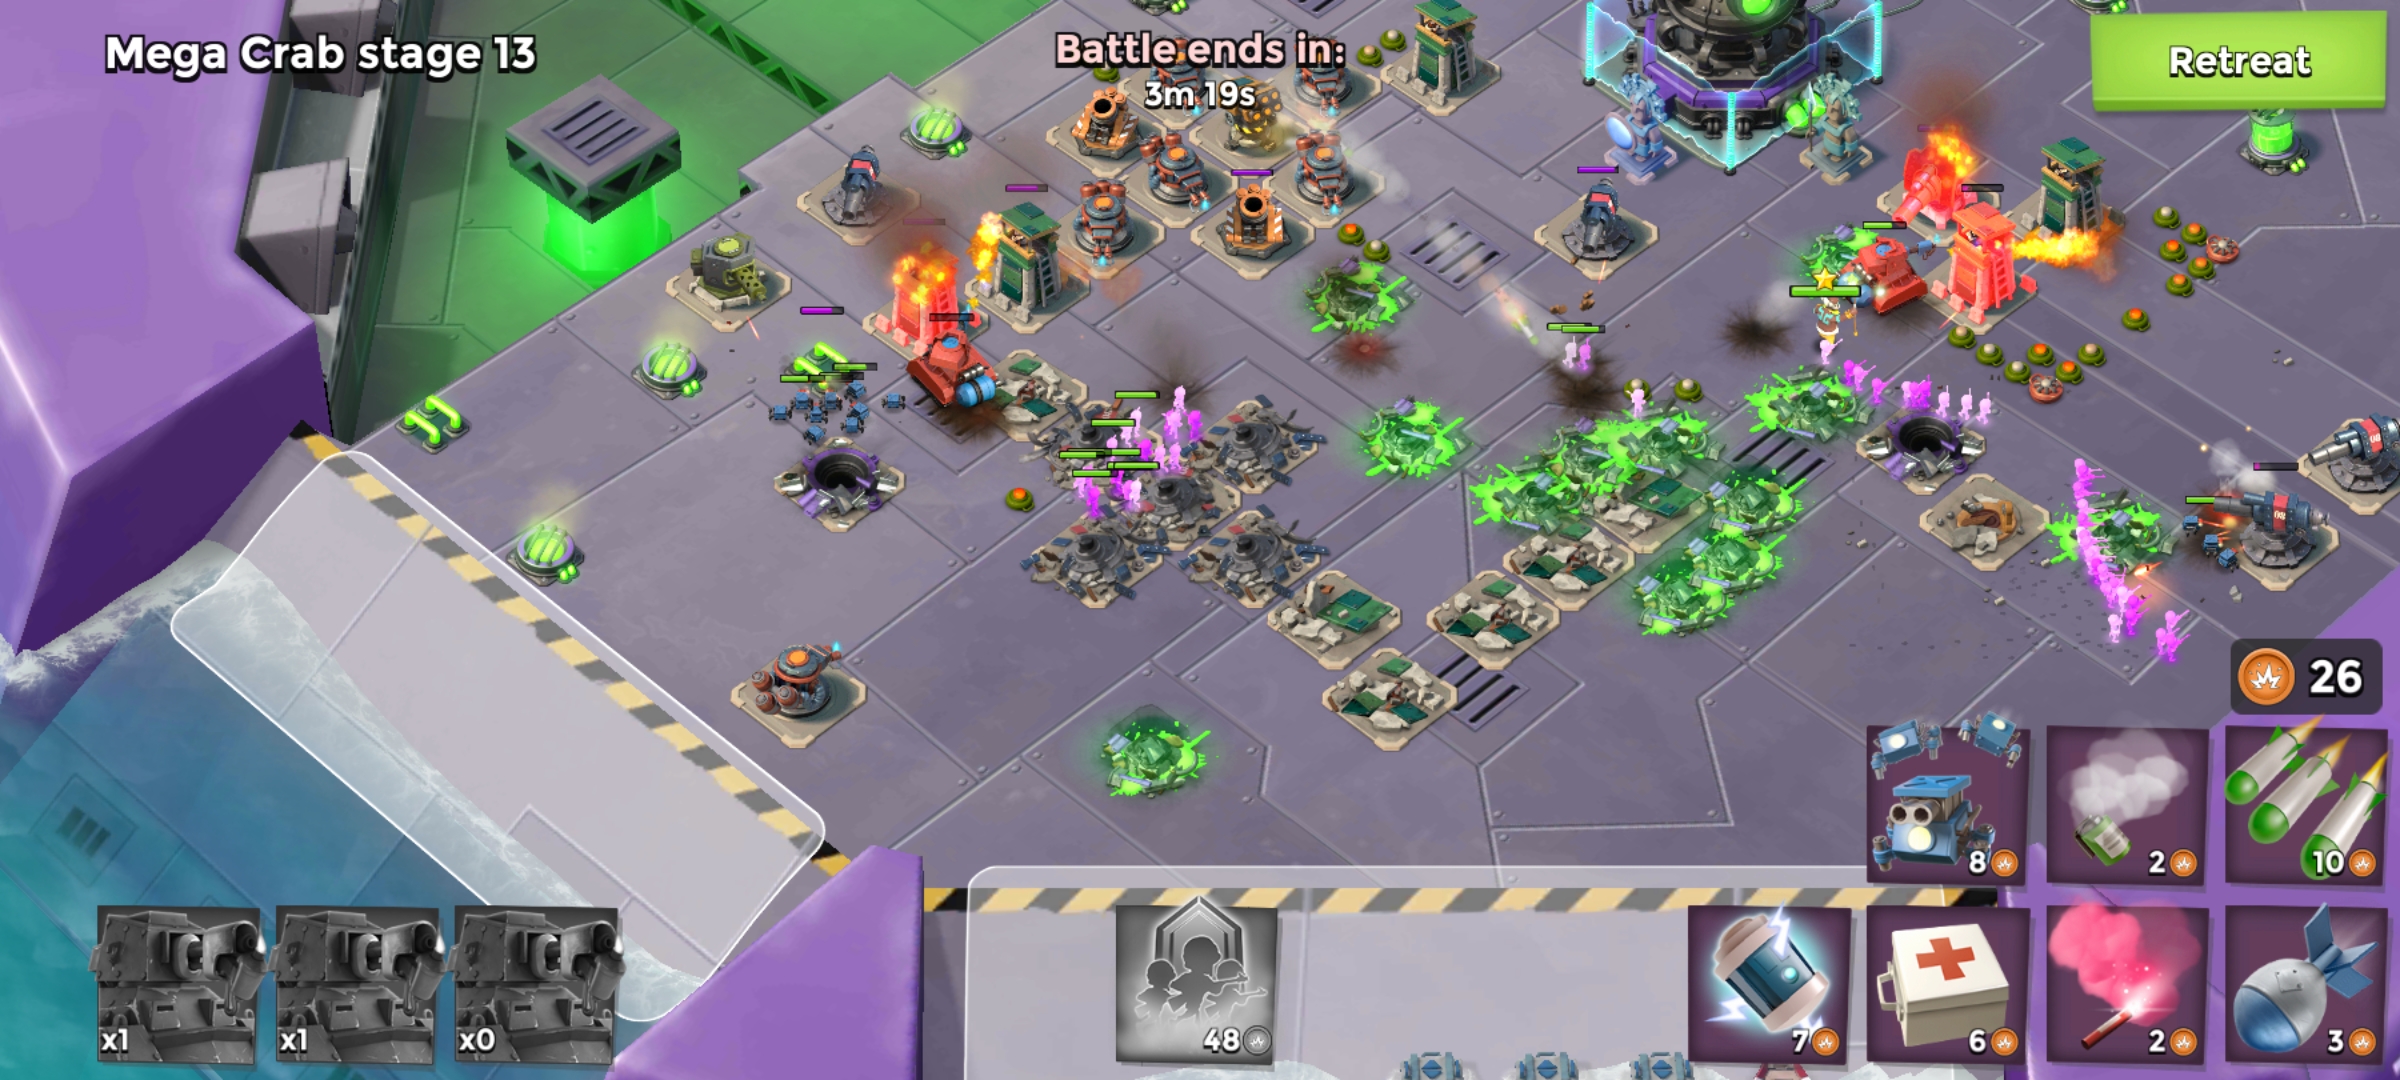 Mega Crab stage 13
Battle ends in:
3m 19s
Retreat
26
8
2
10
x1
x1
x0
48
7
6
2
3